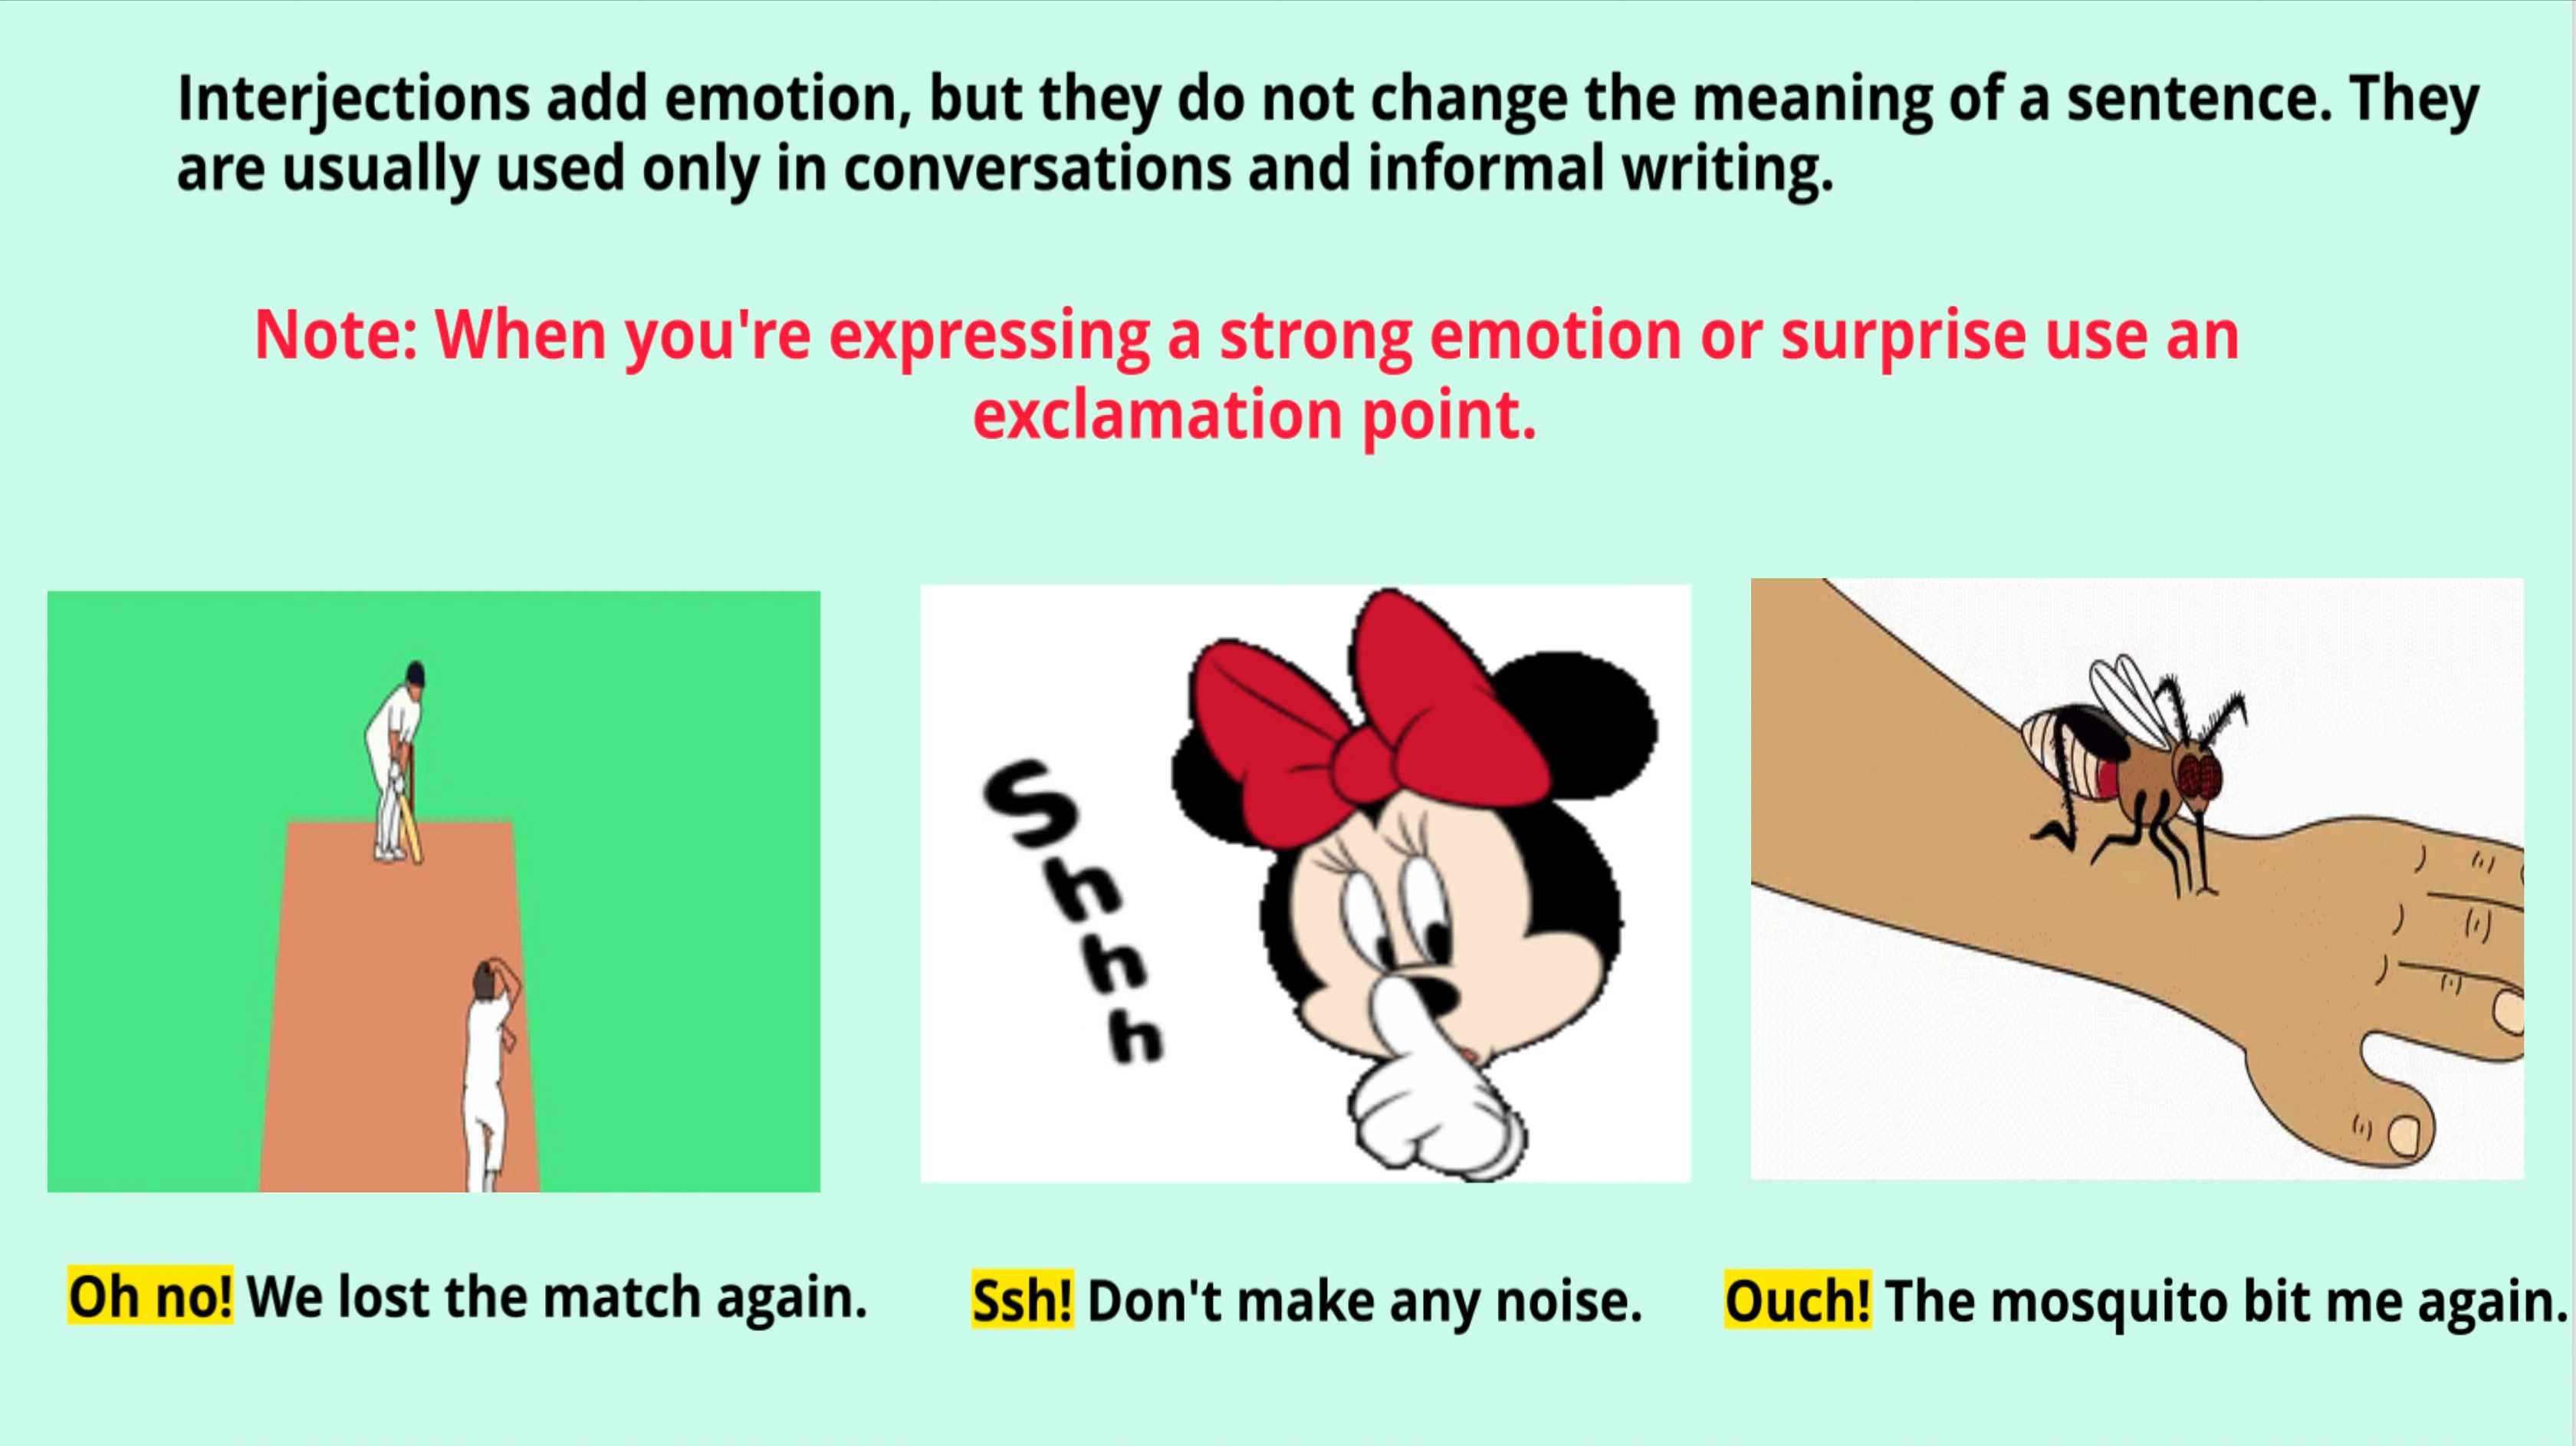 Interjections add emotion, but they do not change the meaning of a sentence. They
are usually used only in conversations and informal writing.
Note: When you're expressing a strong emotion or surprise use an
exclamation point.
Shhh
Oh no! We lost the match again.
Ssh! Don't make any noise.
Ouch! The mosquito bit me again.